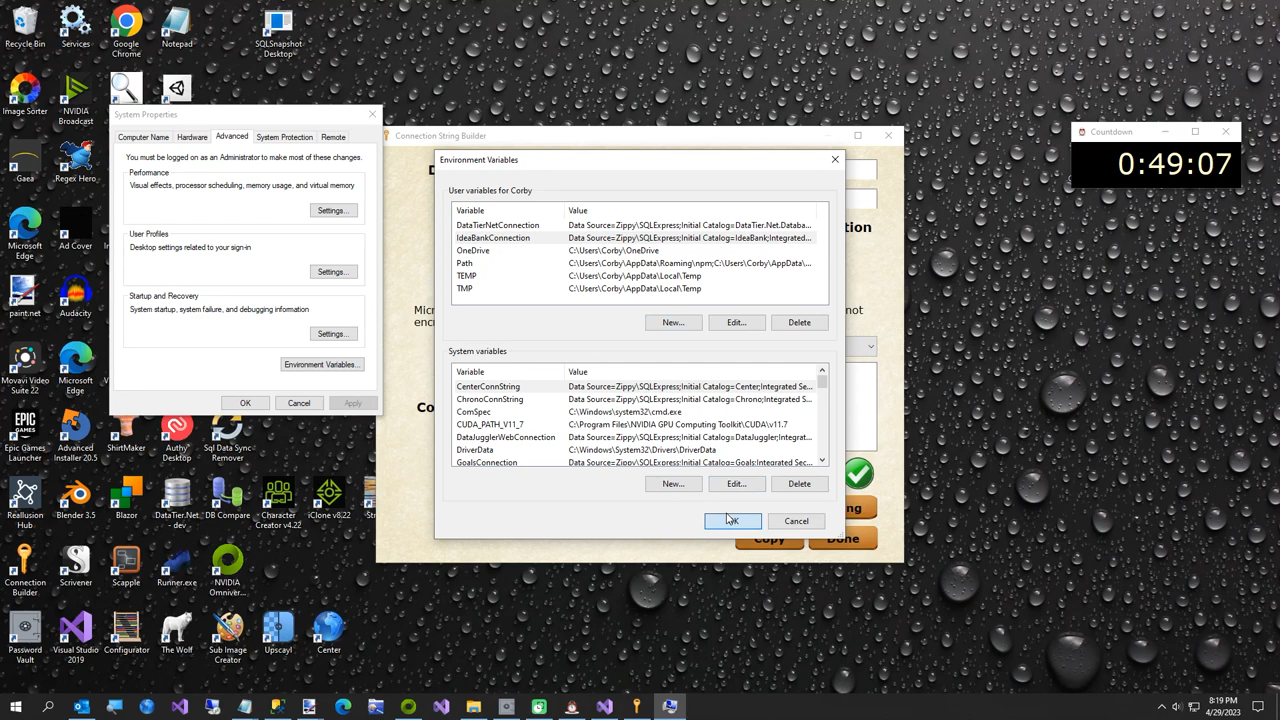 Recycle Bin
Services
Google Chrome
Notepad
SQLSnapshot Desktop
Image Sorter
NVIDIA Broadcast
Gaea
Regex Hero
Microsoft Edge
Ad Cover
paint.net
Audacity
Movavi Video Suite 22
Microsoft Edge
Epic Games Launcher
Advanced Installer 20.5
ShirtMaker
Authy Desktop
Sql Data Sync Remover
Reallusion Hub
Blender 3.5
Blazor
DataTier.Net - dev
DB Compare
Character Creator v4.22
iClone v8.22
Connection Builder
Scrivener
Scapple
Runner.exe
NVIDIA Omniver...
Password Vault
Visual Studio 2019
Configurator
The Wolf
Sub Image Creator
Upscayl
Center
System Properties
Computer Name
Hardware
Advanced
System Protection
Remote
You must be logged on as an Administrator to make most of these changes.
Performance
Visual effects, processor scheduling, memory usage, and virtual memory
Settings...
User Profiles
Desktop settings related to your sign-in
Settings...
Startup and Recovery
System startup, system failure, and debugging information
Settings...
Environment Variables...
OK
Cancel
Apply
Connection String Builder
Copy
Done
Environment Variables
User variables for Corby
Variable Value
DataTierNetConnection Data Source=Zippy\SQLExpress;Initial Catalog=DataTier.Net.Databa...
IdeaBankConnection Data Source=Zippy\SQLExpress;Initial Catalog=IdeaBank;Integrated...
OneDrive C:\Users\Corby\OneDrive
Path C:\Users\Corby\AppData\Roaming\npm;C:\Users\Corby\AppData\...
TEMP C:\Users\Corby\AppData\Local\Temp
TMP C:\Users\Corby\AppData\Local\Temp
New...
Edit...
Delete
System variables
Variable Value
CenterConnString Data Source=Zippy\SQLExpress;Initial Catalog=Center;Integrated Se...
ChronoConnString Data Source=Zippy\SQLExpress;Initial Catalog=Chrono;Integrated S...
ComSpec C:\Windows\system32\cmd.exe
CUDA_PATH_V11_7 C:\Program Files\NVIDIA GPU Computing Toolkit\CUDA\v11.7
DataJugglerWebConnection Data Source=Zippy\SQLExpress;Initial Catalog=DataJuggler;Integrat...
DriverData C:\Windows\System32\Drivers\DriverData
GoalsConnection Data Source=Zippy\SQLExpress;Initial Catalog=Goals;Integrated Sec...
New...
Edit...
Delete
OK
Cancel
Countdown
0:49:07
8:19 PM
4/29/2023